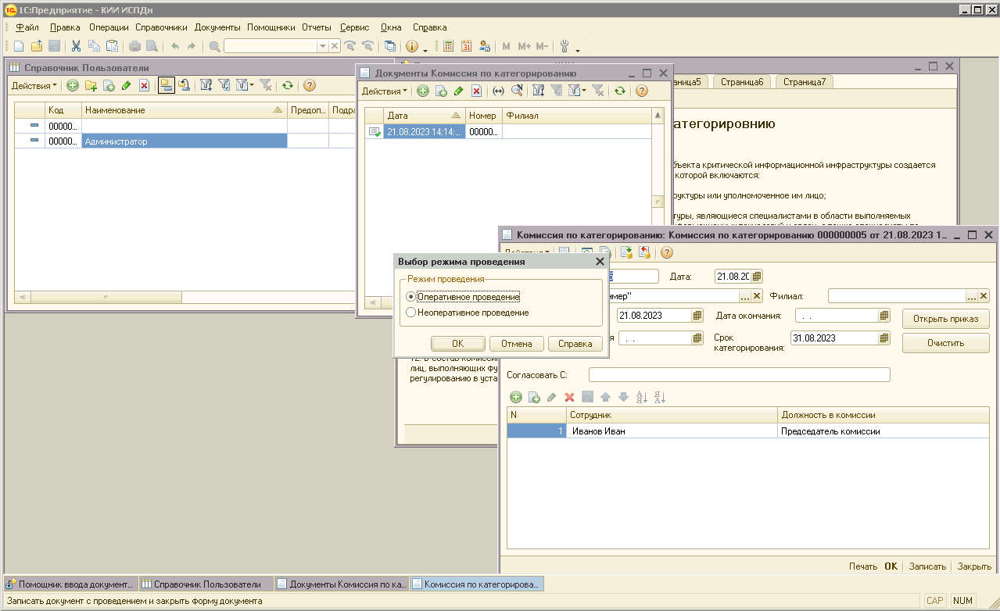 1С:Предприятие - КИИ ИСПДн
Файл Правка Операции Справочники Документы Помощники Отчеты Сервис Окна Справка
M M+ M-
Справочник Пользователи
Действия
Код Наименование Предоп... Подра
00000...
00000... Администратор
Документы Комиссия по категорированию
Действия
Дата Номер Филиал
21.08.2023 14:14:... 00000...
аница5 Страница6 Страница7
атегоривнию
бъекта критической информационной инфраструктуры создается
которой включаются:
руктуры или уполномоченное им лицо;
туры, являющиеся специалистами в области выполняемых
Комиссия по категорированию: Комиссия по категорированию 000000005 от 21.08.2023 1...
Дата: 21.08.20
имер" ... Филиал: ...
21.08.2023 Дата окончания: . . Открыть приказ
я . . Срок категорирования: 31.08.2023 Очистить
Согласовать С:
N Сотрудник Должность в комиссии
1 Иванов Иван Председатель комиссии
Печать OK Записать Закрыть
Выбор режима проведения
Режим проведения
Оперативное проведение
Неоперативное проведение
OK Отмена Справка
12. В состав комисси
лиц, выполняющих фу
регулированию в уста
Помощник ввода документ... Справочник Пользователи Документы Комиссия по ка... Комиссия по категорирова...
Записать документ с проведением и закрыть форму документа CAP NUM